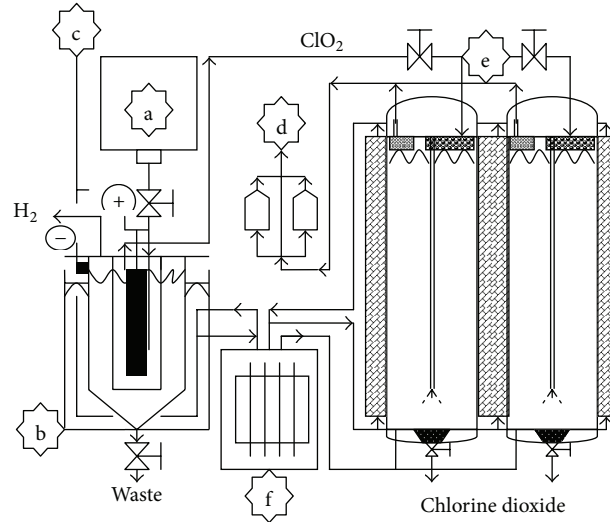 c
ClO₂
e
a
d
+
H₂
−
b
f
Waste
Chlorine dioxide